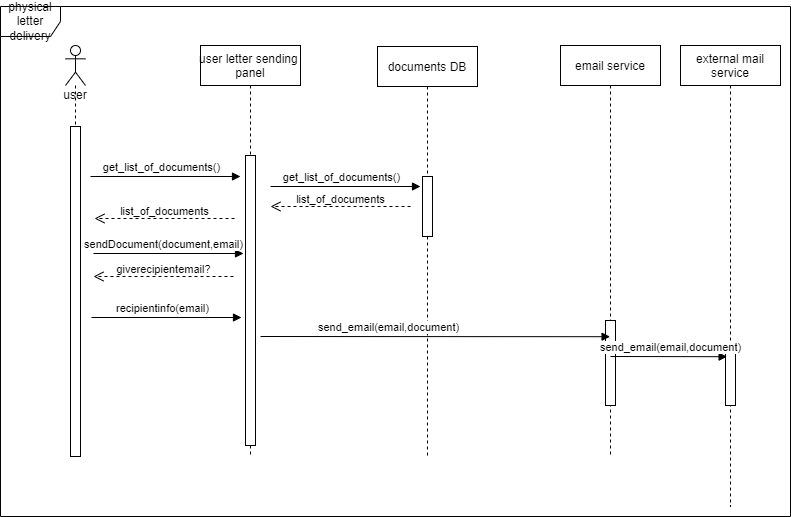 physical
letter
delivery
user
user letter sending
panel
documents DB
email service
external mail
service
get_list_of_documents()
get_list_of_documents()
list_of_documents
list_of_documents
sendDocument(document,email)
giverecipientemail?
recipientinfo(email)
send_email(email,document)
send_email(email,document)